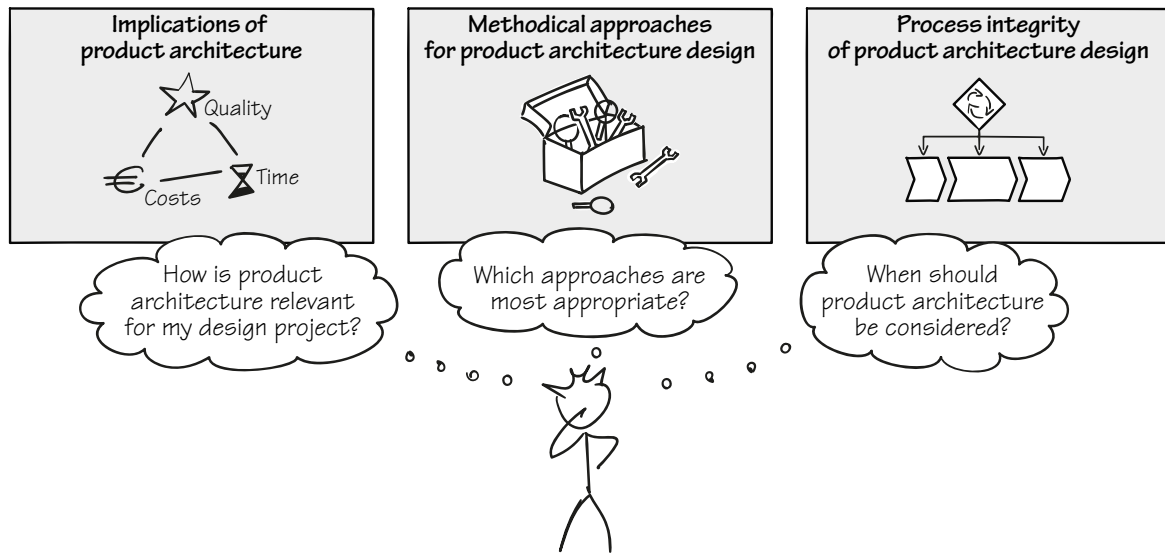 Implications of
product architecture
Quality
Costs
Time
Methodical approaches
for product architecture design
Process integrity
of product architecture design
How is product
architecture relevant
for my design project?
Which approaches are
most appropriate?
When should
product architecture
be considered?